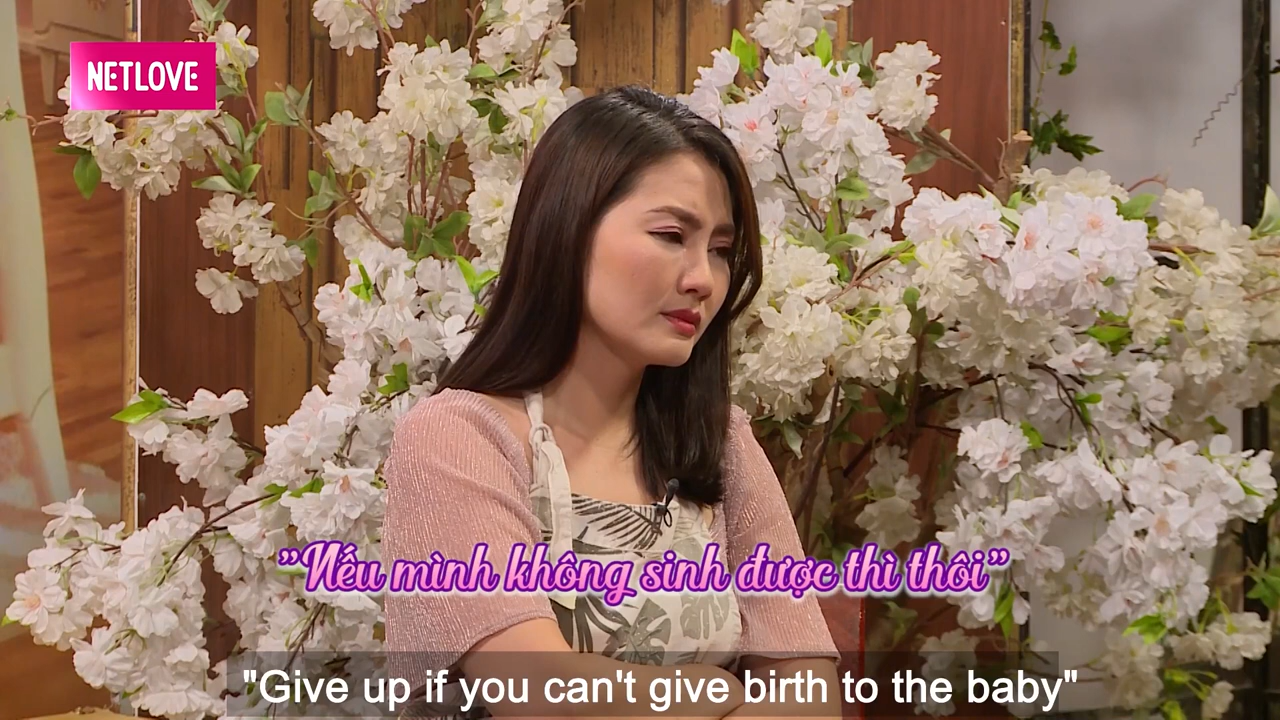 NETLOVE
”Nếu mình không sinh được thì thôi”
"Give up if you can't give birth to the baby"